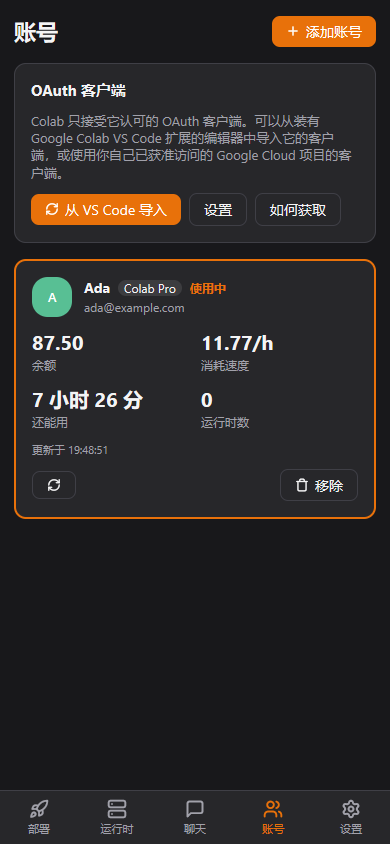 账号
添加账号
OAuth 客户端
Colab 只接受它认可的 OAuth 客户端。可以从装有
Google Colab VS Code 扩展的编辑器中导入它的客
户端，或使用你自己已获准访问的 Google Cloud 项目的客
户端。
从 VS Code 导入
设置
如何获取
A
Ada
Colab Pro
使用中
ada@example.com
87.50
11.77/h
余额
消耗速度
7 小时 26 分
0
还能用
运行时数
更新于 19:48:51
移除
部署
运行时
聊天
账号
设置